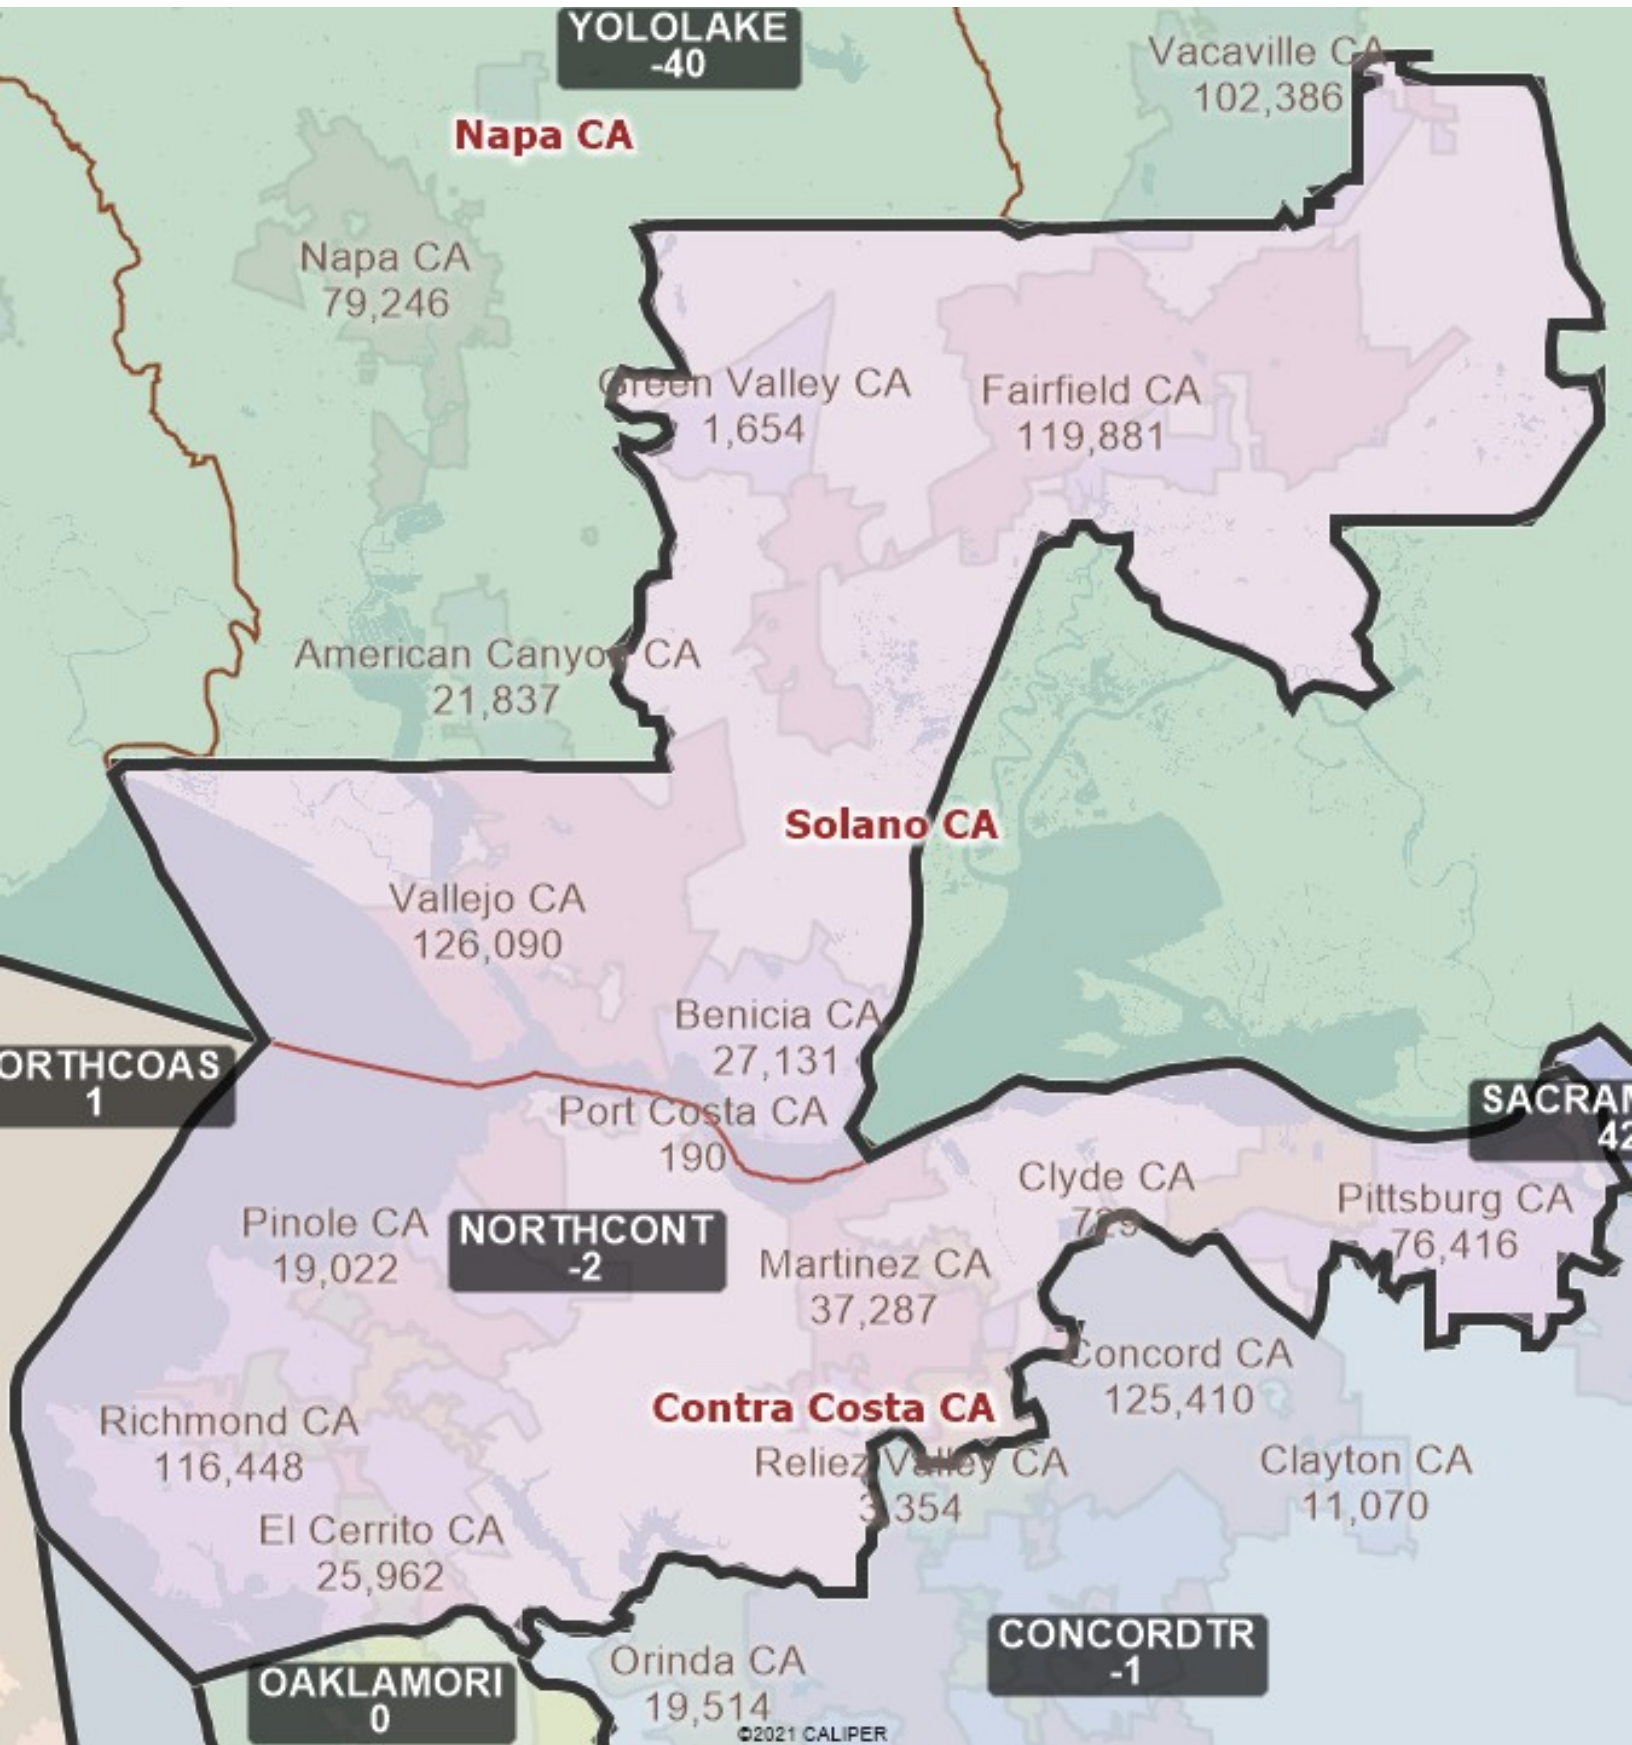 YOLOLAKE
-40
Vacaville CA
102,386
Napa CA
Napa CA
79,246
Green Valley CA
1,654
Fairfield CA
119,881
American Canyon CA
21,837
Solano CA
Vallejo CA
126,090
Benicia CA
27,131
ORTHCOAS
1
Port Costa CA
190
SACRAM
42
Clyde CA
Pittsburg CA
76,416
Pinole CA
19,022
NORTHCONT
-2
Martinez CA
37,287
Concord CA
125,410
Contra Costa CA
Richmond CA
116,448
Reliez Valley CA
3,354
Clayton CA
11,070
El Cerrito CA
25,962
CONCORDTR
-1
OAKLAMORI
0
Orinda CA
19,514
©2021 CALIPER